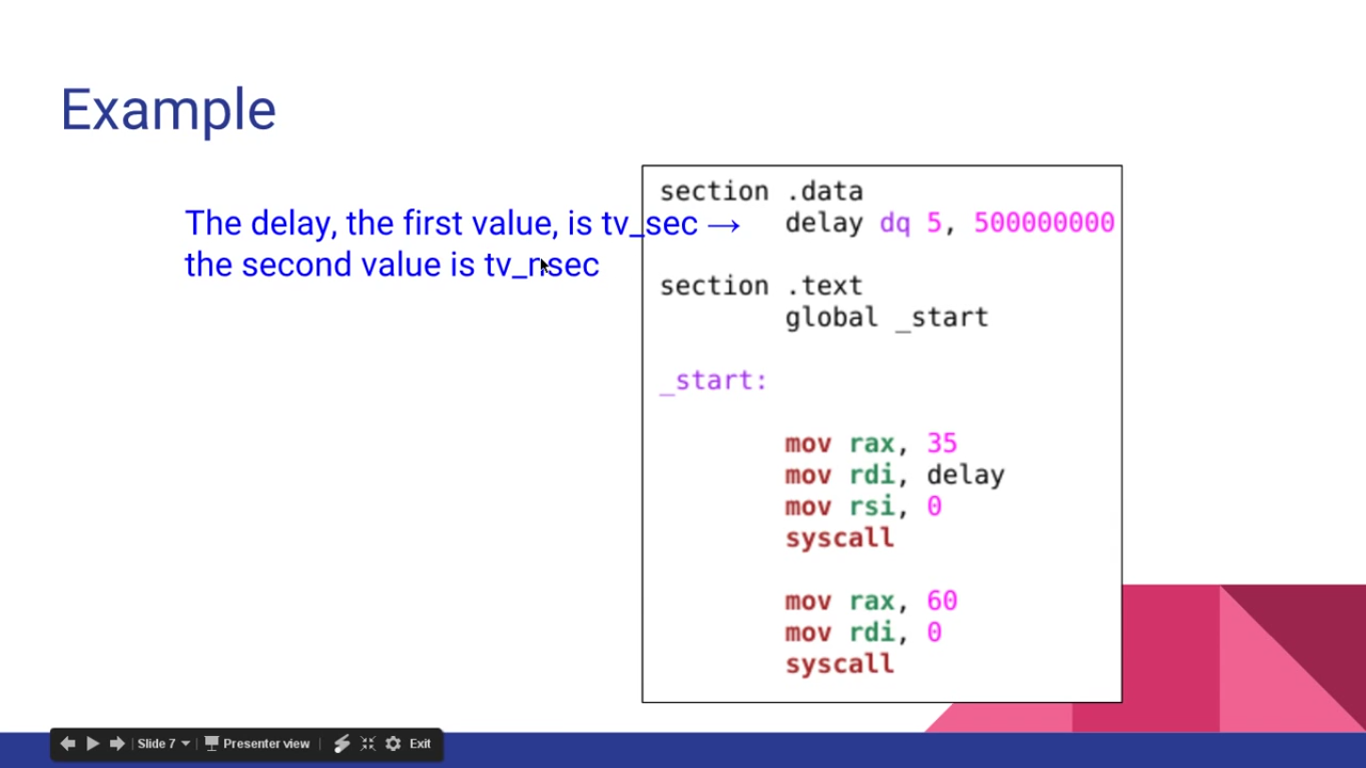 Example
The delay, the first value, is tv_sec →
the second value is tv_nsec
section .data
delay dq 5, 500000000
section .text
global _start
_start:
mov rax, 35
mov rdi, delay
mov rsi, 0
syscall
mov rax, 60
mov rdi, 0
syscall
Slide 7 Presenter view Exit